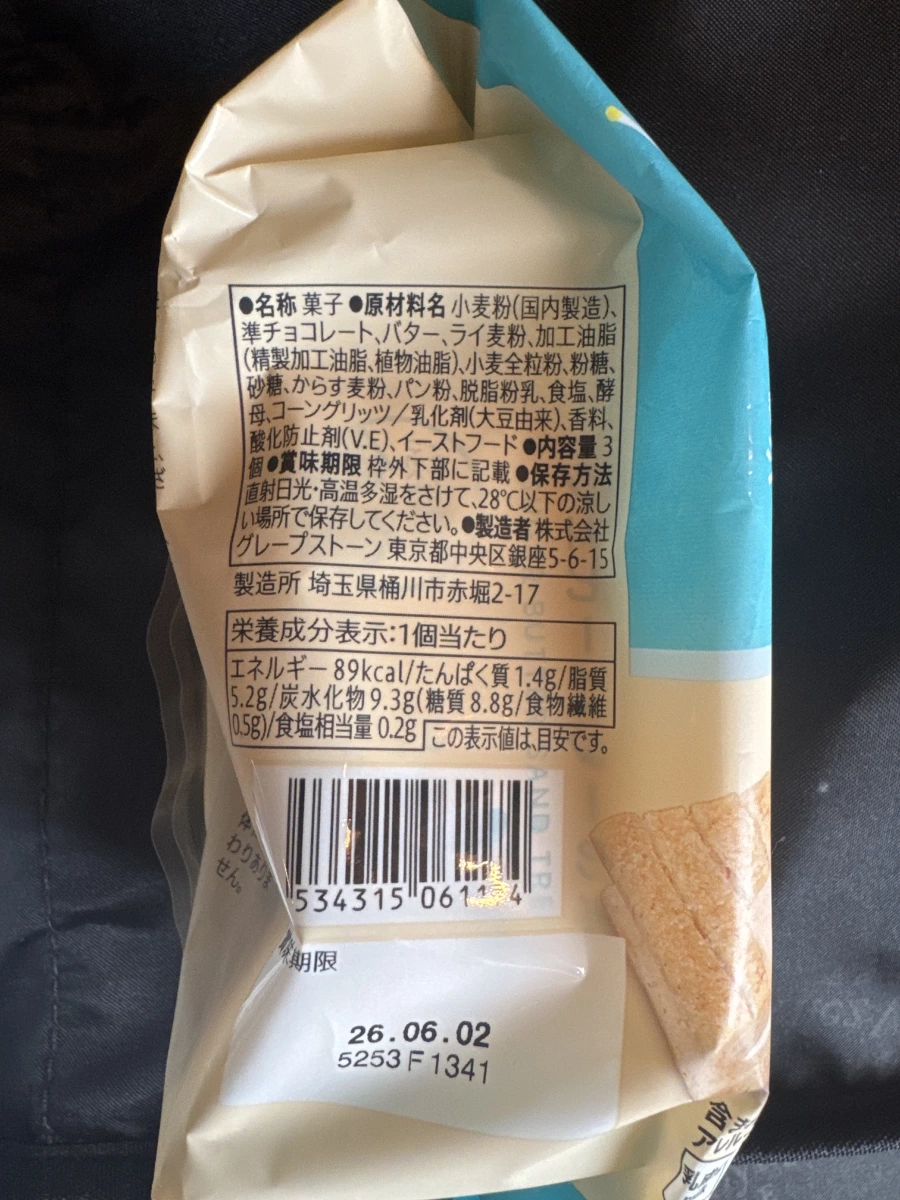 ●名称 菓子 ●原材料名 小麦粉(国内製造)、
準チョコレート、バター、ライ麦粉、加工油脂
(精製加工油脂、植物油脂)、小麦全粒粉、粉糖、
砂糖、からす麦粉、パン粉、脱脂粉乳、食塩、酵
母、コーングリッツ/乳化剤(大豆由来)、香料、
酸化防止剤(V.E)、イーストフード ●内容量 3
個 ●賞味期限 枠外下部に記載 ●保存方法
直射日光・高温多湿をさけて、28℃以下の涼し
い場所で保存してください。●製造者 株式会社
グレープストーン 東京都中央区銀座5-6-15
製造所 埼玉県桶川市赤堀2-17
栄養成分表示:1個当たり
エネルギー 89kcal/たんぱく質 1.4g/脂質
5.2g/炭水化物 9.3g(糖質 8.8g/食物繊維
0.5g)/食塩相当量 0.2g
この表示値は、目安です。
わりありま
せん。
534315 061 4
期限
26.06.02
5253 F 1341